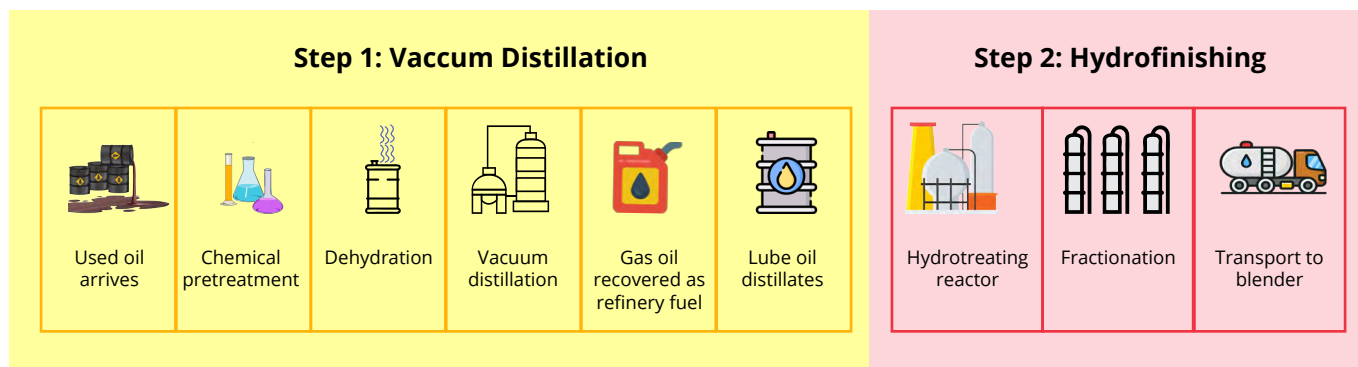 Step 1: Vaccum Distillation
Used oil
arrives
Chemical
pretreatment
Dehydration
Vacuum
distillation
Gas oil
recovered as
refinery fuel
Lube oil
distillates
Step 2: Hydrofinishing
Hydrotreating
reactor
Fractionation
Transport to
blender